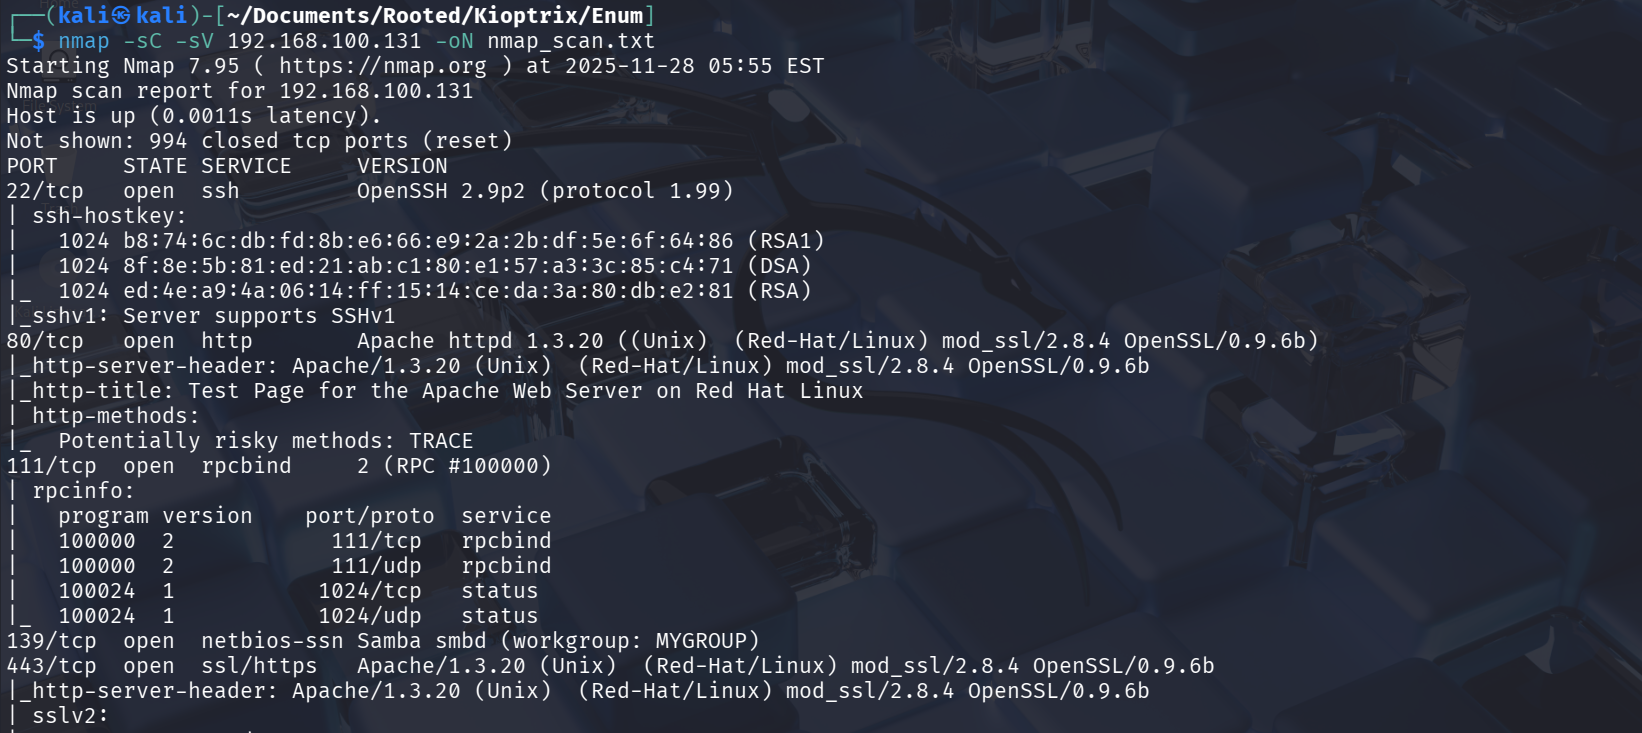 ┌──(kali㉿kali)-[~/Documents/Rooted/Kioptrix/Enum]
└─$ nmap -sC -sV 192.168.100.131 -oN nmap_scan.txt
Starting Nmap 7.95 ( https://nmap.org ) at 2025-11-28 05:55 EST
Nmap scan report for 192.168.100.131
Host is up (0.0011s latency).
Not shown: 994 closed tcp ports (reset)
PORT     STATE SERVICE     VERSION
22/tcp   open  ssh         OpenSSH 2.9p2 (protocol 1.99)
| ssh-hostkey:
|   1024 b8:74:6c:db:fd:8b:e6:66:e9:2a:2b:df:5e:6f:64:86 (RSA1)
|   1024 8f:8e:5b:81:ed:21:ab:c1:80:e1:57:a3:3c:85:c4:71 (DSA)
|_  1024 ed:4e:a9:4a:06:14:ff:15:14:ce:da:3a:80:db:e2:81 (RSA)
|_sshv1: Server supports SSHv1
80/tcp   open  http        Apache httpd 1.3.20 ((Unix)  (Red-Hat/Linux) mod_ssl/2.8.4 OpenSSL/0.9.6b)
|_http-server-header: Apache/1.3.20 (Unix)  (Red-Hat/Linux) mod_ssl/2.8.4 OpenSSL/0.9.6b
|_http-title: Test Page for the Apache Web Server on Red Hat Linux
| http-methods:
|_  Potentially risky methods: TRACE
111/tcp  open  rpcbind     2 (RPC #100000)
| rpcinfo:
|   program version    port/proto  service
|   100000  2            111/tcp   rpcbind
|   100000  2            111/udp   rpcbind
|   100024  1           1024/tcp   status
|_  100024  1           1024/udp   status
139/tcp  open  netbios-ssn Samba smbd (workgroup: MYGROUP)
443/tcp  open  ssl/https   Apache/1.3.20 (Unix)  (Red-Hat/Linux) mod_ssl/2.8.4 OpenSSL/0.9.6b
|_http-server-header: Apache/1.3.20 (Unix)  (Red-Hat/Linux) mod_ssl/2.8.4 OpenSSL/0.9.6b
| sslv2: